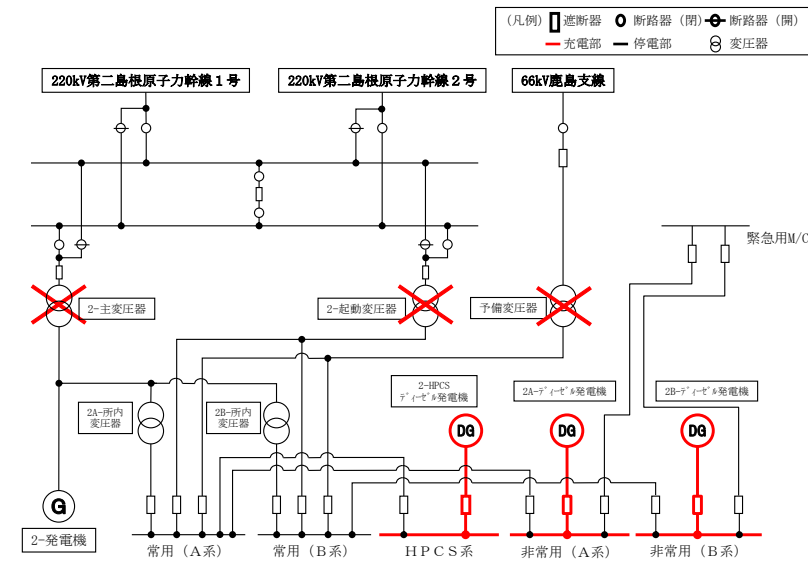 (凡例) 遮断器 断路器 (閉) 断路器 (開)
充電部 停電部 変圧器
220kV第二島根原子力幹線1号
220kV第二島根原子力幹線2号
66kV鹿島支線
緊急用M/C
2-主変圧器
2-起動変圧器
予備変圧器
2-HPCS
ディーゼル発電機
2A-ディーゼル発電機
2B-ディーゼル発電機
2A-所内
変圧器
2B-所内
変圧器
DG
DG
DG
G
2-発電機
常用 (A系)
常用 (B系)
HPCS系
非常用 (A系)
非常用 (B系)